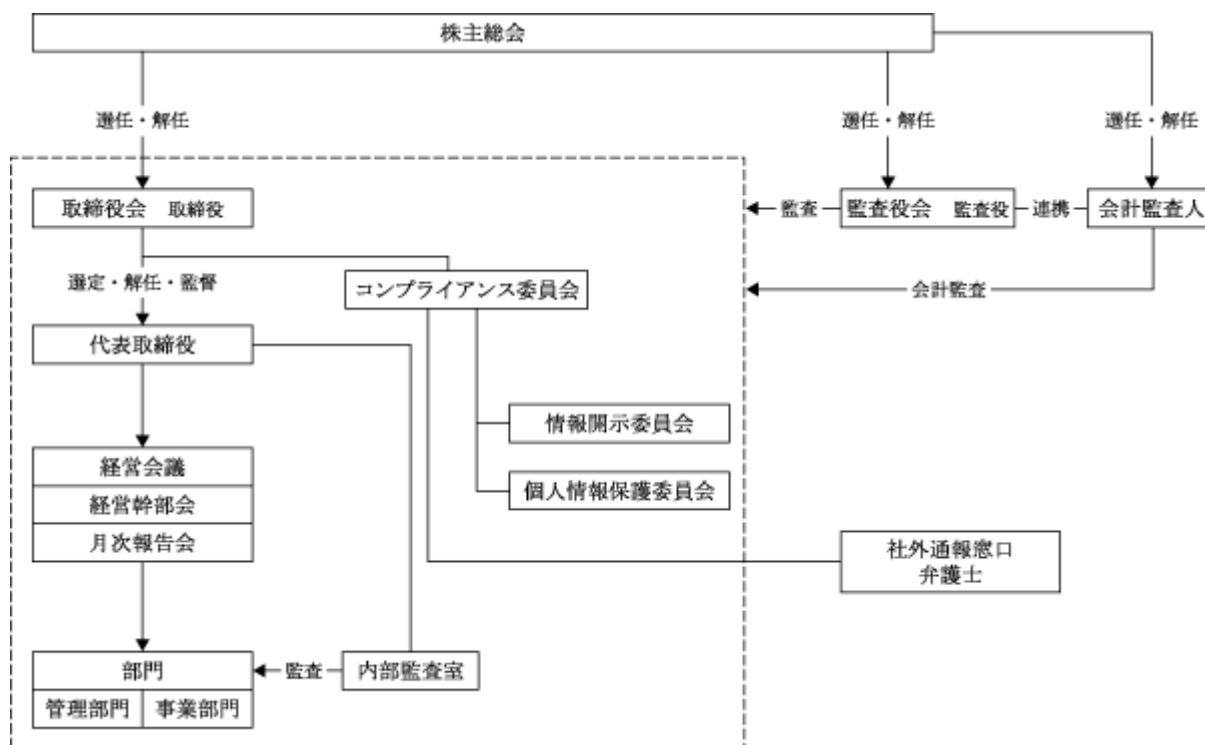 株主総会
選任・解任
選任・解任
選任・解任
取締役会 取締役
監査
監査役会 監査役
連携
会計監査人
選定・解任・監督
コンプライアンス委員会
会計監査
代表取締役
情報開示委員会
経営会議
個人情報保護委員会
経営幹部会
月次報告会
社外通報窓口
弁護士
部門
監査
内部監査室
管理部門
事業部門